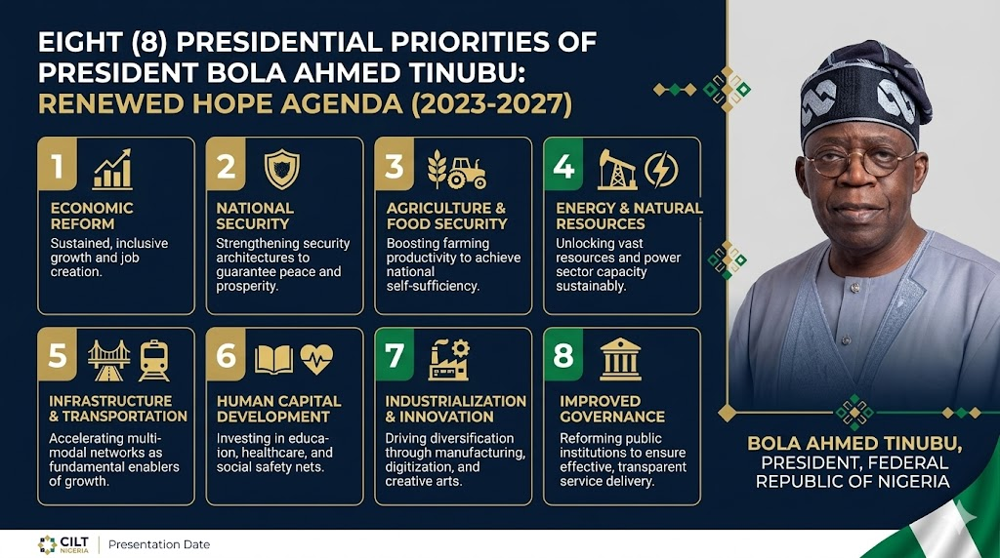 EIGHT (8) PRESIDENTIAL PRIORITIES OF
PRESIDENT BOLA AHMED TINUBU:
RENEWED HOPE AGENDA (2023-2027)
1
ECONOMIC
REFORM
Sustained, inclusive
growth and job
creation.
2
NATIONAL
SECURITY
Strengthening security
architectures to
guarantee peace and
prosperity.
3
AGRICULTURE &
FOOD SECURITY
Boosting farming
productivity to achieve
national
self-sufficiency.
4
ENERGY & NATURAL
RESOURCES
Unlocking vast
resources and power
sector capacity
sustainably.
5
INFRASTRUCTURE
& TRANSPORTATION
Accelerating multi-
modal networks as
fundamental enablers
of growth.
6
HUMAN CAPITAL
DEVELOPMENT
Investing in educa-
ion, healthcare, and
social safety nets.
7
INDUSTRIALIZATION
& INNOVATION
Driving diversification
through manufacturing,
digitization, and
creative arts.
8
IMPROVED
GOVERNANCE
Reforming public
institutions to ensure
effective, transparent
service delivery.
BOLA AHMED TINUBU,
PRESIDENT, FEDERAL
REPUBLIC OF NIGERIA
CILT
NIGERIA
Presentation Date